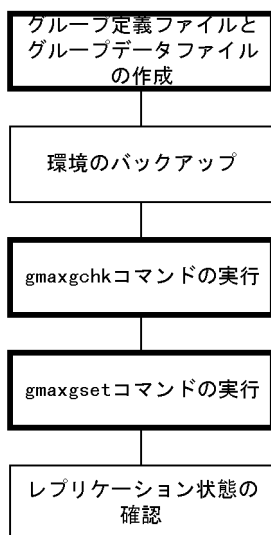 グループ定義ファイルと
グループデータファイル
の作成
環境のバックアップ
gmaxgchkコマンドの実行
gmaxgsetコマンドの実行
レプリケーション状態の
確認